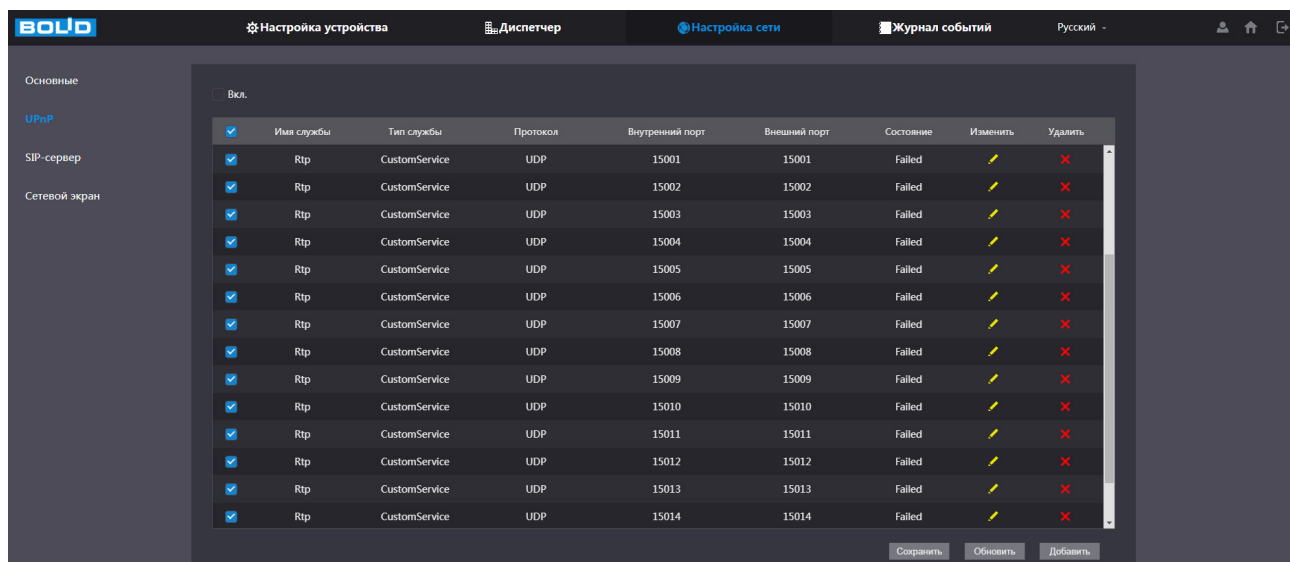 BOLID Настройка устройства Диспетчер Настройка сети Журнал событий Русский
Основные
UPnP
SIP-сервер
Сетевой экран
Вкл.
Имя службы Тип службы Протокол Внутренний порт Внешний порт Состояние Изменить Удалить
Rtp CustomService UDP 15001 15001 Failed
Rtp CustomService UDP 15002 15002 Failed
Rtp CustomService UDP 15003 15003 Failed
Rtp CustomService UDP 15004 15004 Failed
Rtp CustomService UDP 15005 15005 Failed
Rtp CustomService UDP 15006 15006 Failed
Rtp CustomService UDP 15007 15007 Failed
Rtp CustomService UDP 15008 15008 Failed
Rtp CustomService UDP 15009 15009 Failed
Rtp CustomService UDP 15010 15010 Failed
Rtp CustomService UDP 15011 15011 Failed
Rtp CustomService UDP 15012 15012 Failed
Rtp CustomService UDP 15013 15013 Failed
Rtp CustomService UDP 15014 15014 Failed
Сохранить Обновить Добавить